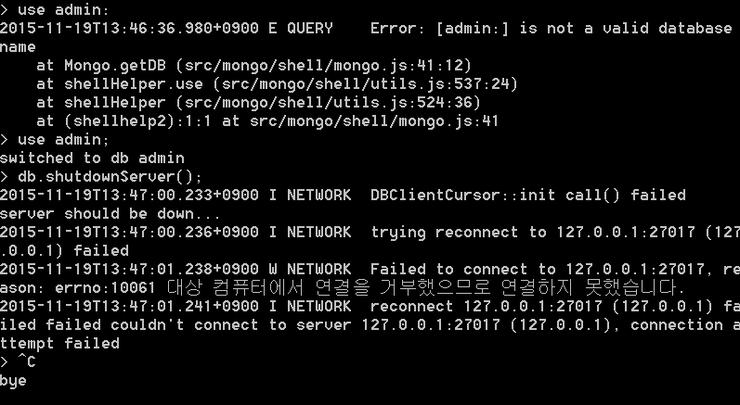 > use admin:
2015-11-19T13:46:36.980+0900 E QUERY    Error: [admin:] is not a valid database
name
    at Mongo.getDB (src/mongo/shell/mongo.js:41:12)
    at shellHelper.use (src/mongo/shell/utils.js:537:24)
    at shellHelper (src/mongo/shell/utils.js:524:36)
    at (shellhelp2):1:1 at src/mongo/shell/mongo.js:41
> use admin;
switched to db admin
> db.shutdownServer();
2015-11-19T13:47:00.233+0900 I NETWORK  DBClientCursor::init call() failed
server should be down...
2015-11-19T13:47:00.236+0900 I NETWORK  trying reconnect to 127.0.0.1:27017 (127
.0.0.1) failed
2015-11-19T13:47:01.238+0900 W NETWORK  Failed to connect to 127.0.0.1:27017, re
ason: errno:10061 대상 컴퓨터에서 연결을 거부했으므로 연결하지 못했습니다.
2015-11-19T13:47:01.241+0900 I NETWORK  reconnect 127.0.0.1:27017 (127.0.0.1) fa
iled failed couldn't connect to server 127.0.0.1:27017 (127.0.0.1), connection a
ttempt failed
> ^C
bye